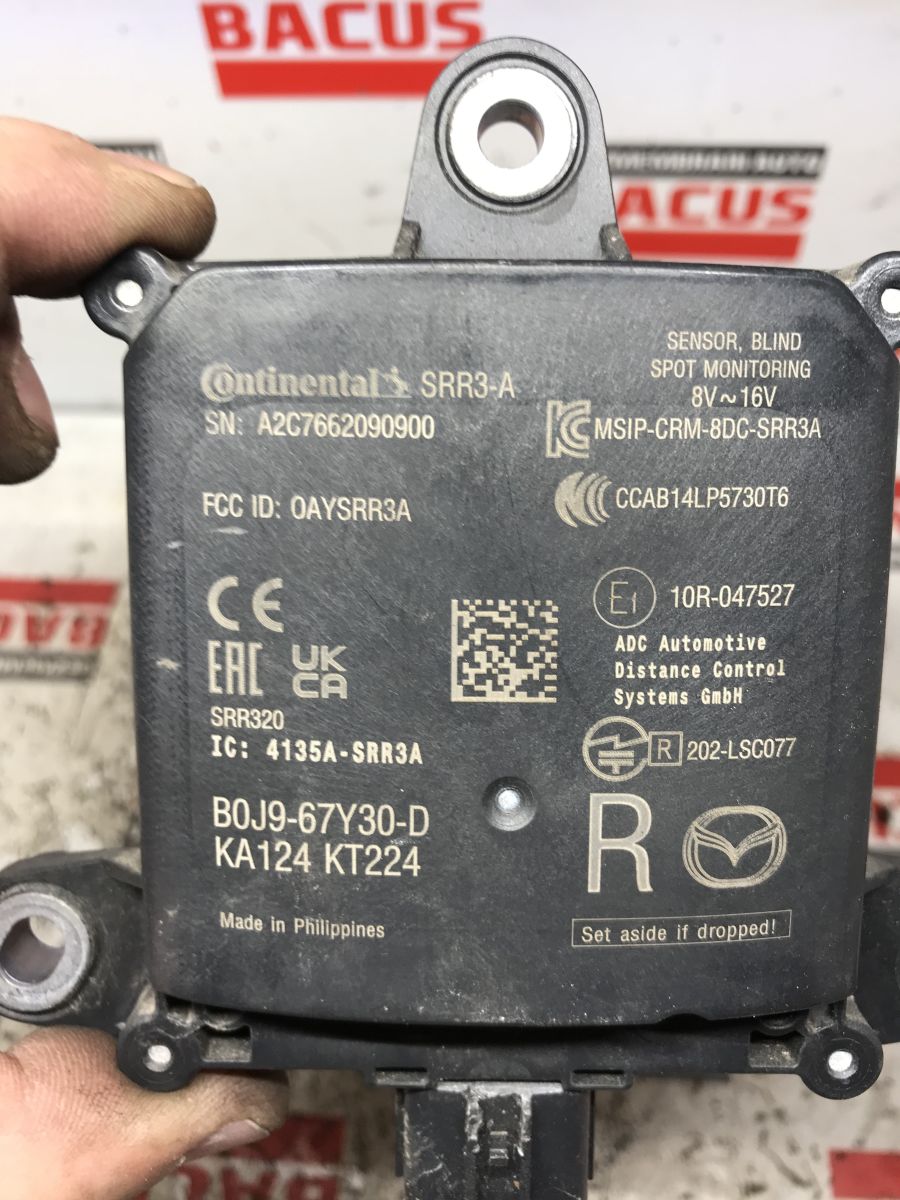 BACUS
BACUS
Continental SRR3-A
SN: A2C7662090900
SENSOR, BLIND
SPOT MONITORING
8V~16V
MSIP-CRM-8DC-SRR3A
FCC ID: OAYSRR3A
CCAB14LP5730T6
CE
E1 10R-047527
ADC Automotive
Distance Control
Systems GmbH
EAC UK
CA
SRR320
IC: 4135A-SRR3A
R 202-LSC077
B0J9-67Y30-D
KA124 KT224
R
Made in Philippines
Set aside if dropped!
BACUS